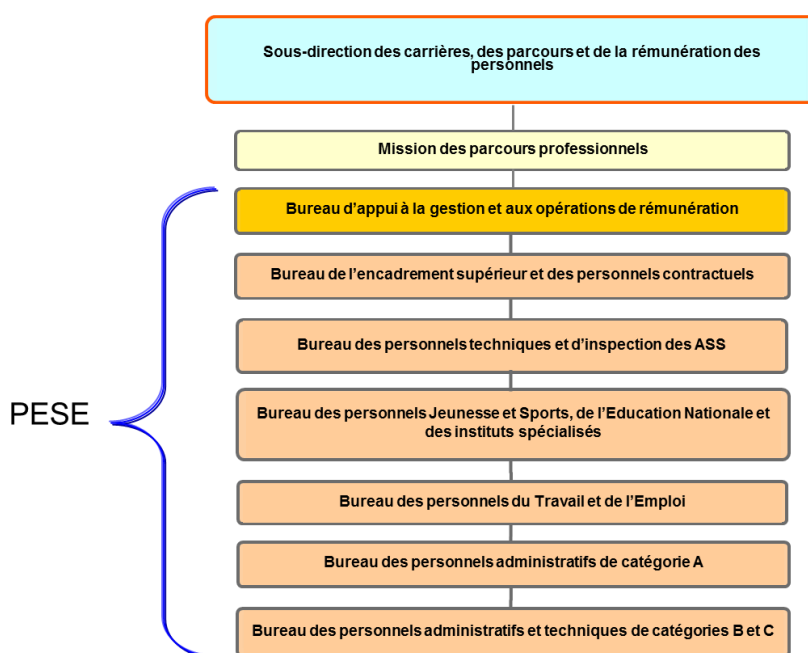 Sous-direction des carrières, des parcours et de la rémunération des
personnels
Mission des parcours professionnels
Bureau d’appui à la gestion et aux opérations de rémunération
Bureau de l’encadrement supérieur et des personnels contractuels
Bureau des personnels techniques et d’inspection des ASS
PESE
Bureau des personnels Jeunesse et Sports, de l’Education Nationale et
des instituts spécialisés
Bureau des personnels du Travail et de l’Emploi
Bureau des personnels administratifs de catégorie A
Bureau des personnels administratifs et techniques de catégories B et C